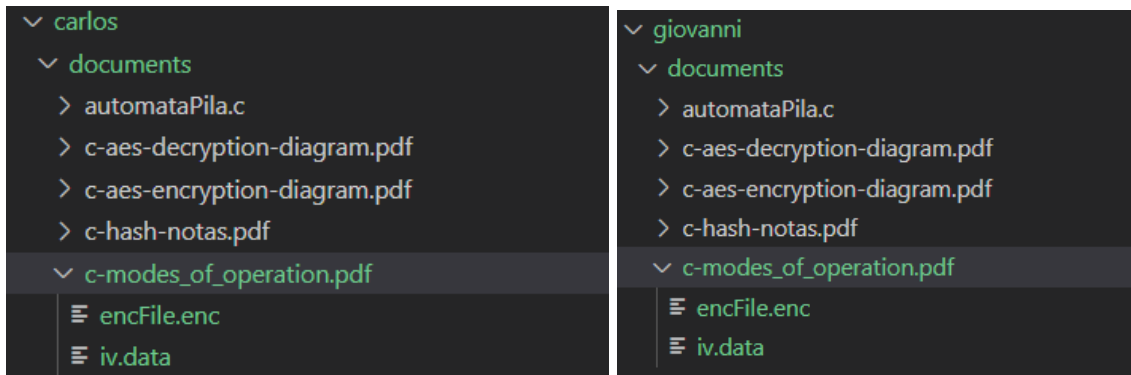 carlos
documents
automataPila.c
c-aes-decryption-diagram.pdf
c-aes-encryption-diagram.pdf
c-hash-notas.pdf
c-modes_of_operation.pdf
encFile.enc
iv.data
giovanni
documents
automataPila.c
c-aes-decryption-diagram.pdf
c-aes-encryption-diagram.pdf
c-hash-notas.pdf
c-modes_of_operation.pdf
encFile.enc
iv.data